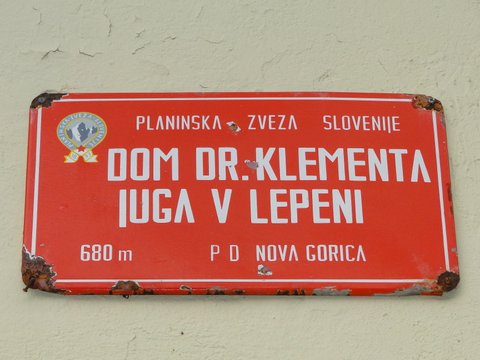 PLANINSKA ZVEZA SLOVENIJE
DOM DR. KLEMENTA
JUGA V LEPENI
680 m P D NOVA GORICA